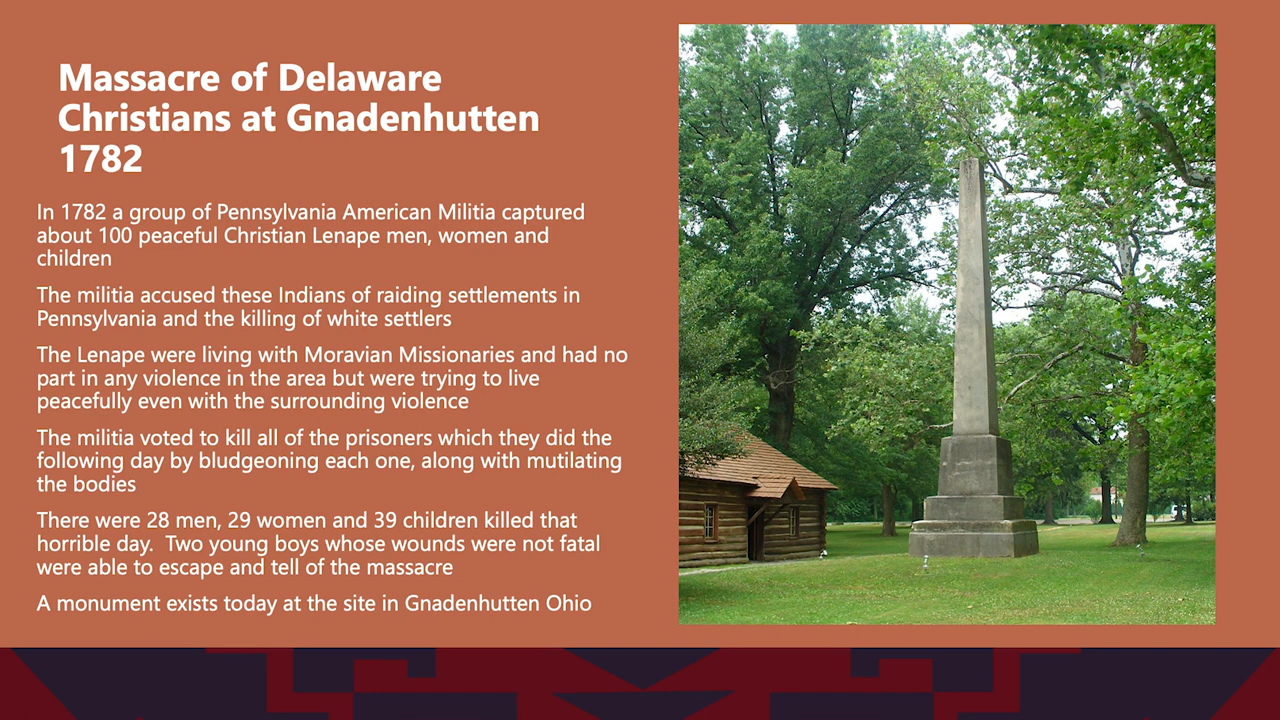 Massacre of Delaware
Christians at Gnadenhutten
1782
In 1782 a group of Pennsylvania American Militia captured
about 100 peaceful Christian Lenape men, women and
children
The militia accused these Indians of raiding settlements in
Pennsylvania and the killing of white settlers
The Lenape were living with Moravian Missionaries and had no
part in any violence in the area but were trying to live
peacefully even with the surrounding violence
The militia voted to kill all of the prisoners which they did the
following day by bludgeoning each one, along with mutilating
the bodies
There were 28 men, 29 women and 39 children killed that
horrible day.  Two young boys whose wounds were not fatal
were able to escape and tell of the massacre
A monument exists today at the site in Gnadenhutten Ohio